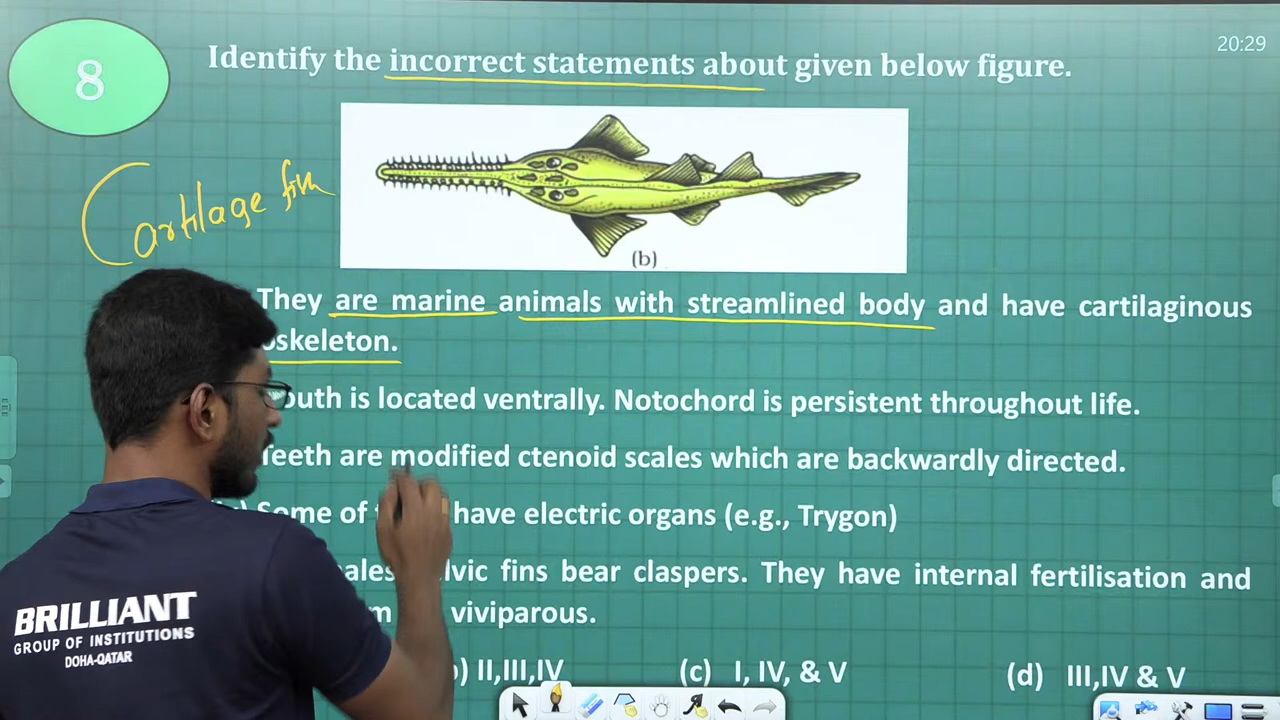 20:29
8
Identify the incorrect statements about given below figure.
Cartilage
(b)
They are marine animals with streamlined body and have cartilaginous
oskeleton.
outh is located ventrally. Notochord is persistent throughout life.
Teeth are modified ctenoid scales which are backwardly directed.
Some of have electric organs (e.g., Trygon)
ales lvic fins bear claspers. They have internal fertilisation and
m viviparous.
) II,III,IV (c) I, IV, & V (d) III,IV & V
BRILLIANT
GROUP OF INSTITUTIONS
DOHA-QATAR